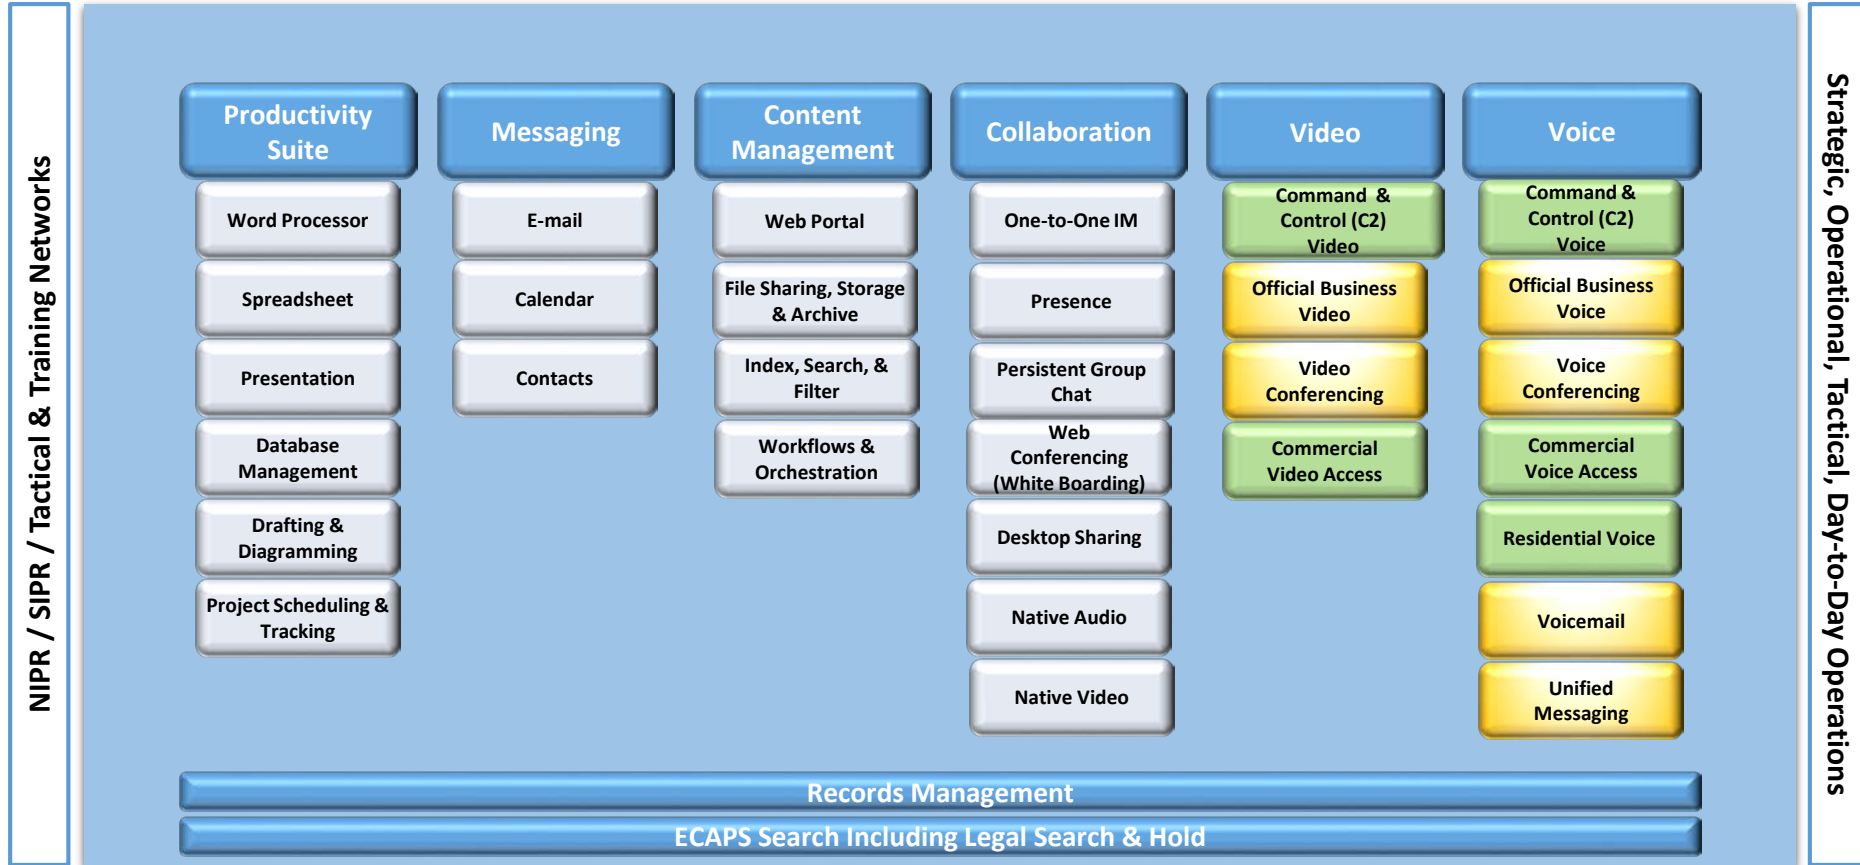 NIPR / SIPR / Tactical & Training Networks
Productivity
Suite
Word Processor
Spreadsheet
Presentation
Database
Management
Drafting &
Diagramming
Project Scheduling &
Tracking
Messaging
E-mail
Calendar
Contacts
Content
Management
Web Portal
File Sharing, Storage
& Archive
Index, Search, &
Filter
Workflows &
Orchestration
Collaboration
One-to-One IM
Presence
Persistent Group
Chat
Web
Conferencing
(White Boarding)
Desktop Sharing
Native Audio
Native Video
Video
Command &
Control (C2)
Video
Official Business
Video
Video
Conferencing
Commercial
Video Access
Voice
Command &
Control (C2)
Voice
Official Business
Voice
Voice
Conferencing
Commercial
Voice Access
Residential Voice
Voicemail
Unified
Messaging
Records Management
ECAPS Search Including Legal Search & Hold
Strategic, Operational, Tactical, Day-to-Day Operations